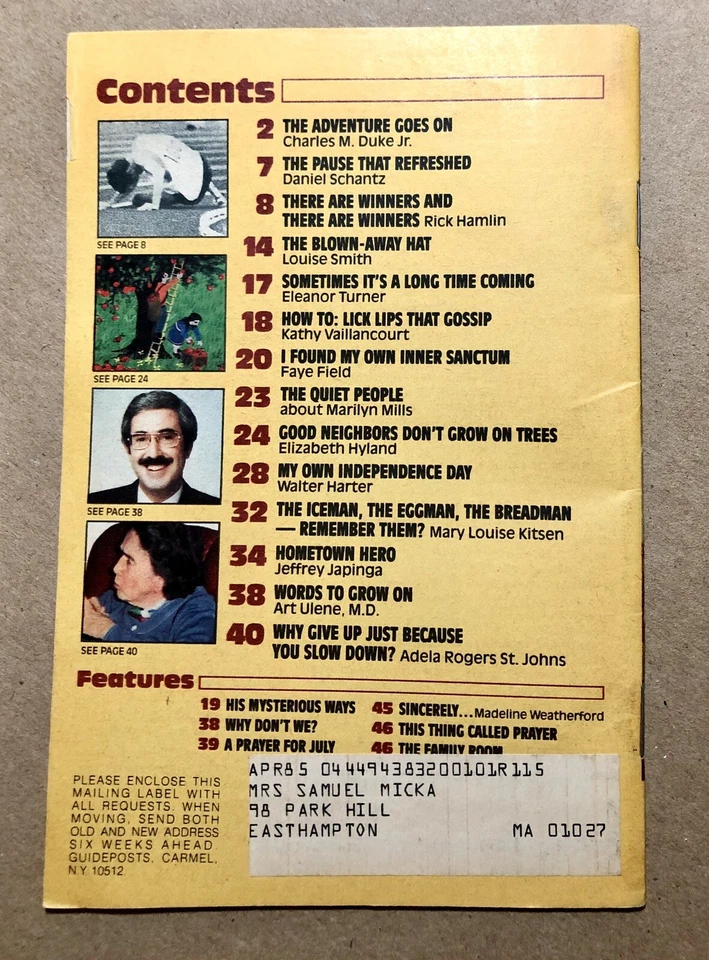 Contents
2 THE ADVENTURE GOES ON
Charles M. Duke Jr.
7 THE PAUSE THAT REFRESHED
Daniel Schantz
8 THERE ARE WINNERS AND
THERE ARE WINNERS Rick Hamlin
SEE PAGE 8
14 THE BLOWN-AWAY HAT
Louise Smith
17 SOMETIMES IT'S A LONG TIME COMING
Eleanor Turner
18 HOW TO: LICK LIPS THAT GOSSIP
Kathy Vaillancourt
20 I FOUND MY OWN INNER SANCTUM
Faye Field
SEE PAGE 24
23 THE QUIET PEOPLE
about Marilyn Mills
24 GOOD NEIGHBORS DON'T GROW ON TREES
Elizabeth Hyland
28 MY OWN INDEPENDENCE DAY
Walter Harter
SEE PAGE 38
32 THE ICEMAN, THE EGGMAN, THE BREADMAN
— REMEMBER THEM? Mary Louise Kitsen
34 HOMETOWN HERO
Jeffrey Japinga
38 WORDS TO GROW ON
Art Ulene, M.D.
40 WHY GIVE UP JUST BECAUSE
YOU SLOW DOWN? Adela Rogers St. Johns
SEE PAGE 40
Features
19 HIS MYSTERIOUS WAYS
38 WHY DON'T WE?
39 A PRAYER FOR JULY
45 SINCERELY...Madeline Weatherford
46 THIS THING CALLED PRAYER
46 THE FAMILY ROOM
PLEASE ENCLOSE THIS
MAILING LABEL WITH
ALL REQUESTS. WHEN
MOVING, SEND BOTH
OLD AND NEW ADDRESS
SIX WEEKS AHEAD.
GUIDEPOSTS, CARMEL,
N.Y. 10512
APR85 04449438320010​1R115
MRS SAMUEL MICKA
98 PARK HILL
EASTHAMPTON MA 01027